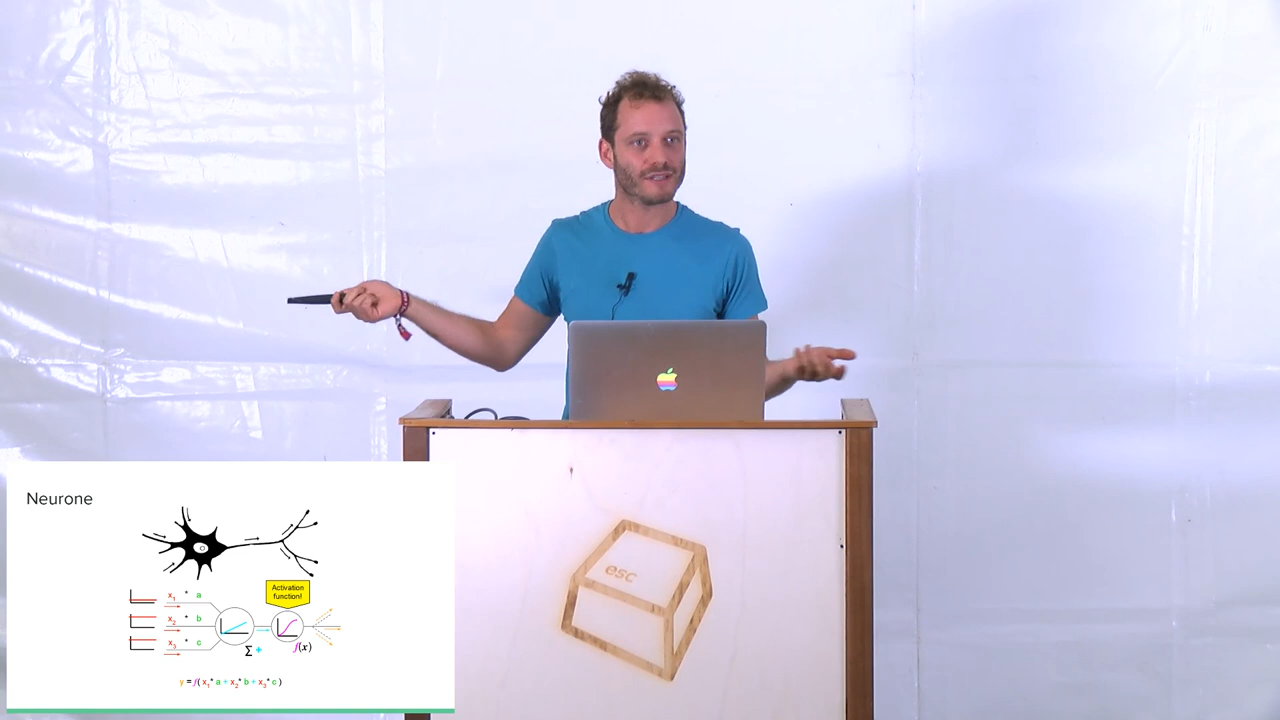 esc
Neurone
Activation
function!
x1 * a
x2 * b
x3 * c
∑ +
f(x)
y = f( x1* a + x2* b + x3* c )